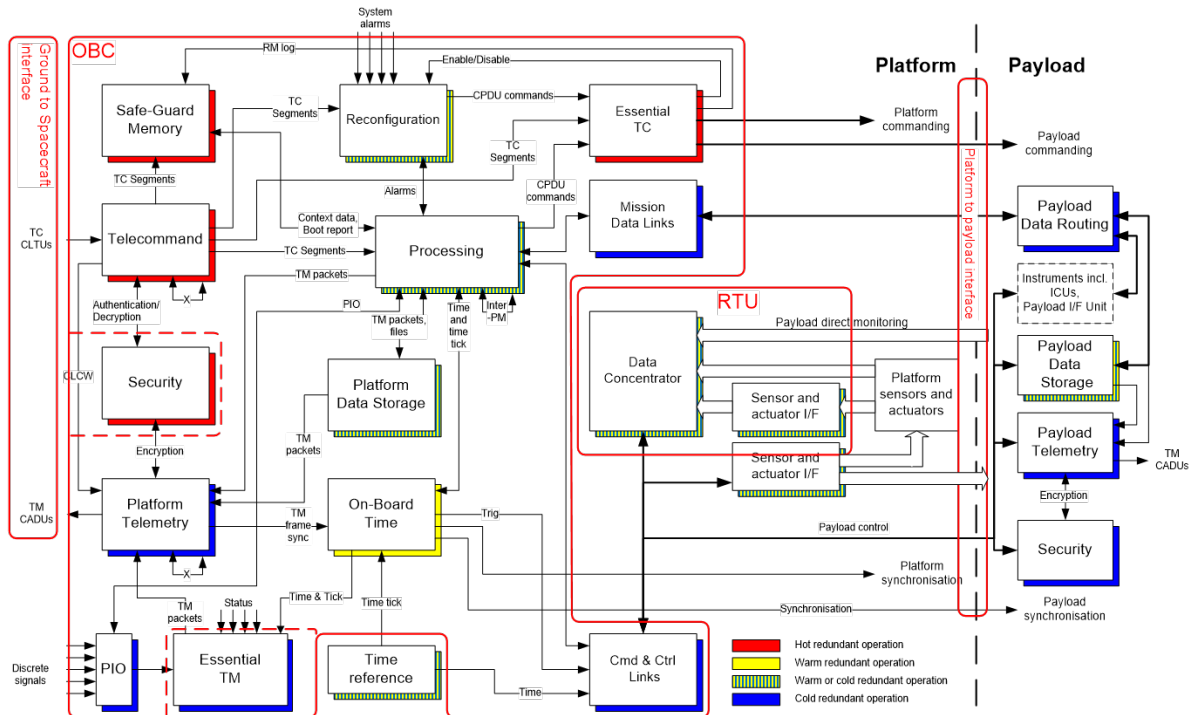 System
alarms
OBC
RM log
Enable/Disable
Platform
Payload
Ground to Spacecraft
interface
Safe-Guard
Memory
TC
Segments
Reconfiguration
CPDU commands
Essential
TC
Platform
commanding
TC
Segments
Payload
commanding
TC Segments
Alarms
CPDU
commands
Platform to payload interface
Mission
Data Links
Payload
Data Routing
TC
CLTUs
Telecommand
Context data,
Boot report
Processing
TC Segments
TM packets
X
Authentication/
Decryption
PIO
TM packets,
files
Time
and
time
tick
Inter
-PM
RTU
Instruments incl.
ICUs,
Payload I/F Unit
Payload direct monitoring
CLCW
Security
Platform
Data Storage
Data
Concentrator
Sensor and
actuator I/F
Platform
sensors and
actuators
Payload
Data
Storage
Encryption
TM
packets
Sensor and
actuator I/F
Payload
Telemetry
TM
CADUs
TM
CADUs
Platform
Telemetry
TM
frame
sync
On-Board
Time
Trig
Payload control
Encryption
Security
X
Platform
synchronisation
TM
packets
Status
Time & Tick
Time tick
Synchronisation
Payload
synchronisation
Discrete
signals
PIO
Essential
TM
Time
reference
Time
Cmd & Ctrl
Links
Hot redundant operation
Warm redundant operation
Warm or cold redundant operation
Cold redundant operation